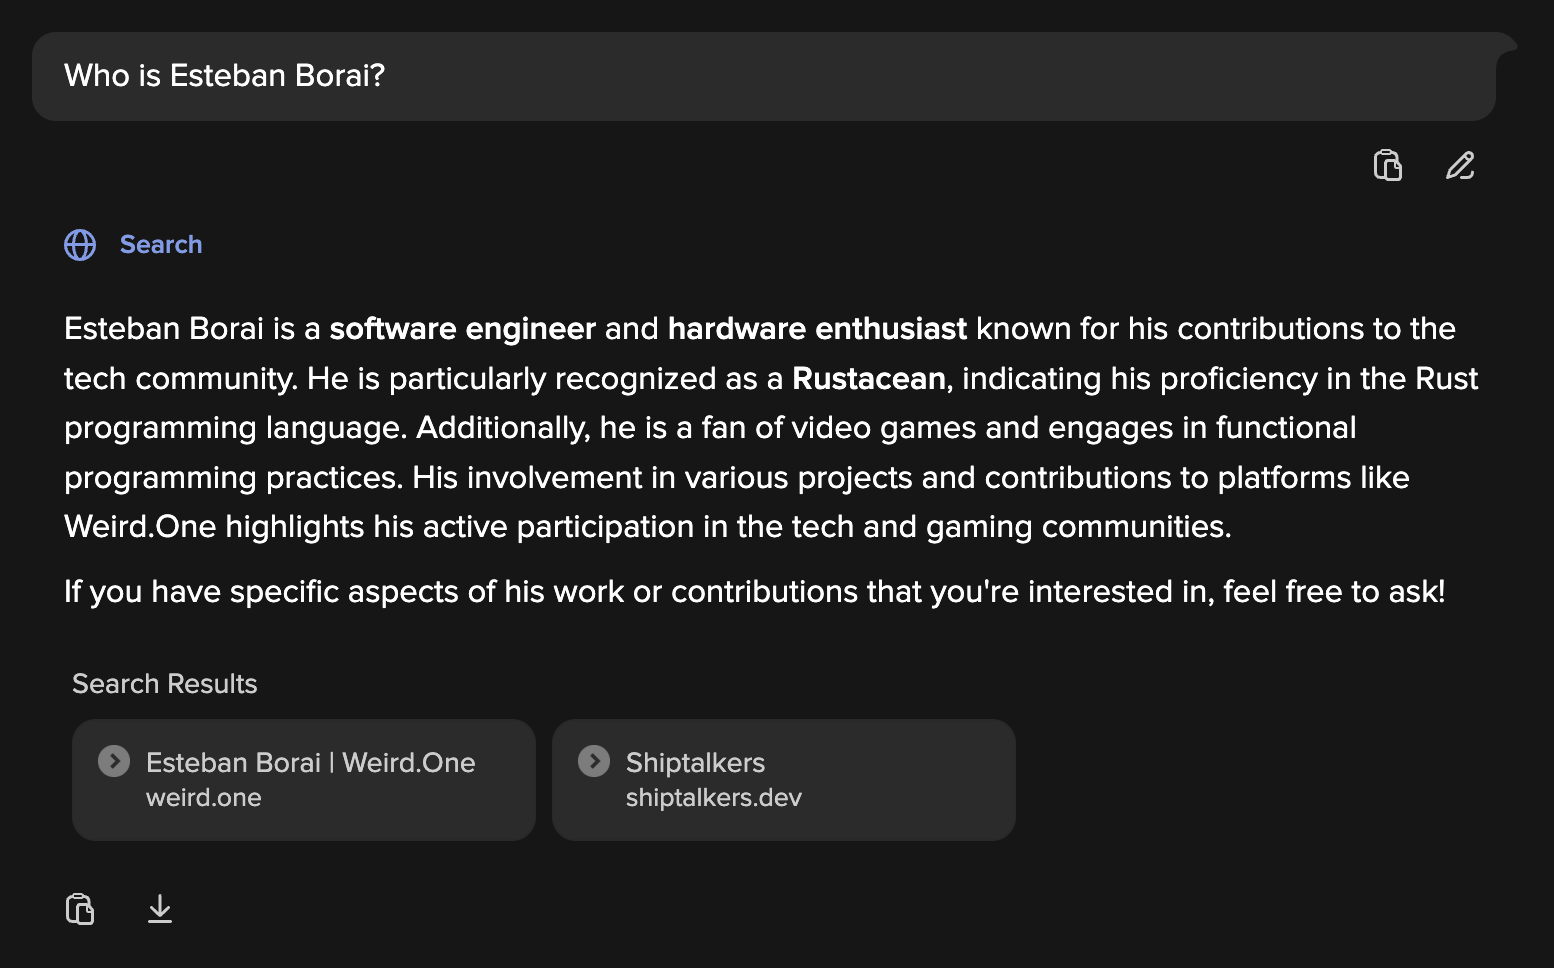 Who is Esteban Borai?
Search
Esteban Borai is a software engineer and hardware enthusiast known for his contributions to the
tech community. He is particularly recognized as a Rustacean, indicating his proficiency in the Rust
programming language. Additionally, he is a fan of video games and engages in functional
programming practices. His involvement in various projects and contributions to platforms like
Weird.One highlights his active participation in the tech and gaming communities.
If you have specific aspects of his work or contributions that you're interested in, feel free to ask!
Search Results
Esteban Borai | Weird.One
weird.one
Shiptalkers
shiptalkers.dev